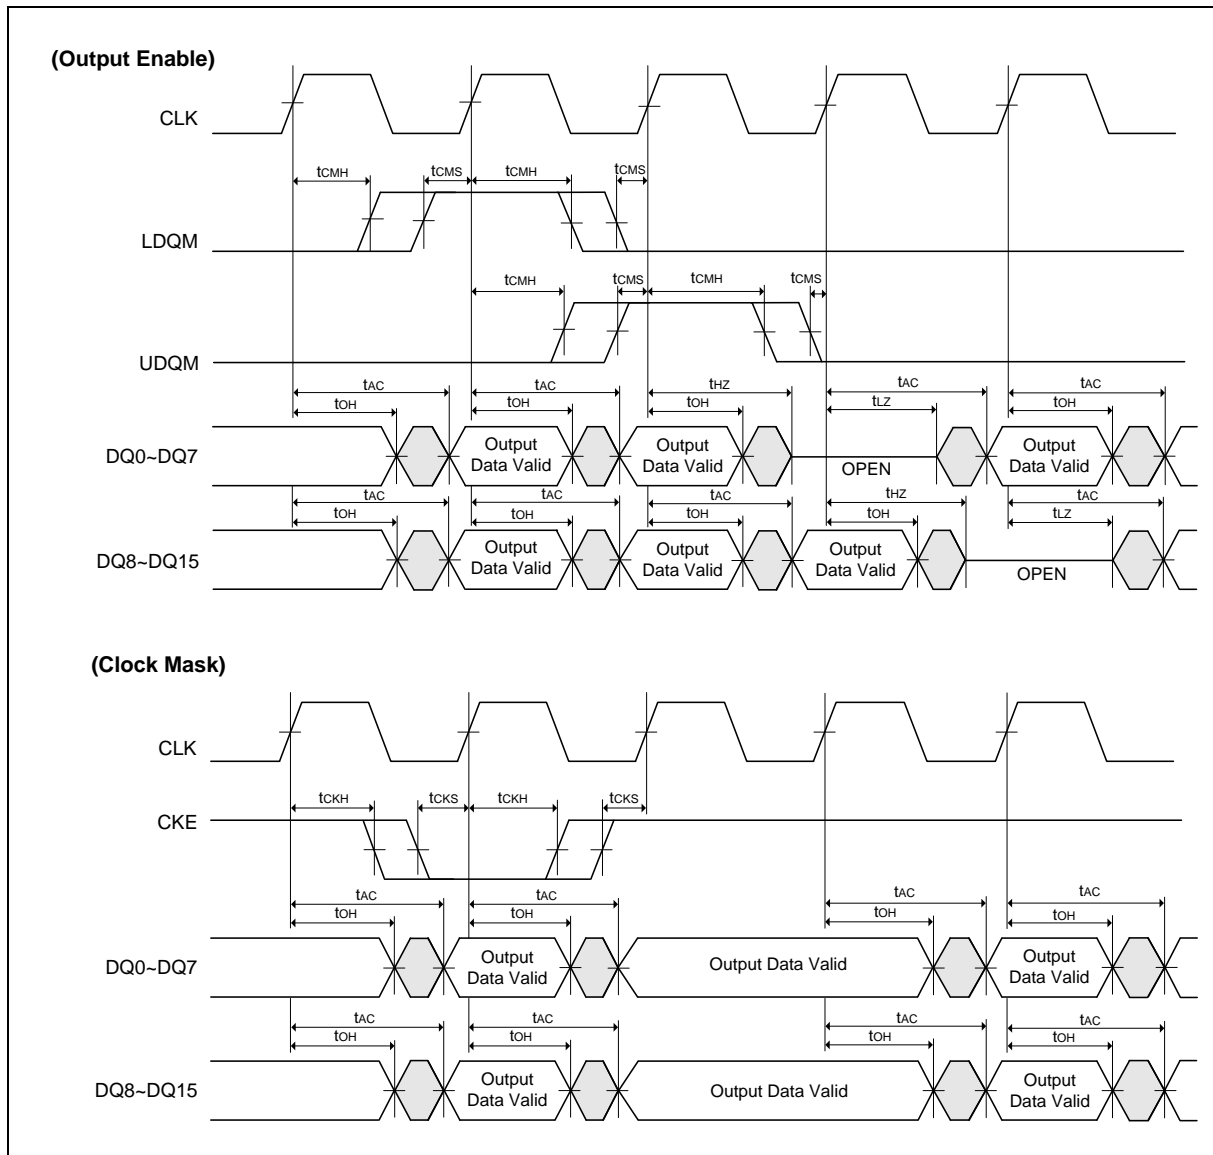 (Output Enable)
CLK
tCMH tCMS tCMH tCMS
LDQM
tCMH tCMS tCMH tCMS
UDQM
tAC tAC tHZ tAC tAC
tOH tOH tOH tLZ tOH
DQ0~DQ7
Output
Data Valid
Output
Data Valid
OPEN
Output
Data Valid
tAC tAC tAC tHZ tAC
tOH tOH tOH tOH tLZ
DQ8~DQ15
Output
Data Valid
Output
Data Valid
Output
Data Valid
OPEN
(Clock Mask)
CLK
tCKH tCKS tCKH tCKS
CKE
tAC tAC tAC tAC
tOH tOH tOH tOH
DQ0~DQ7
Output
Data Valid
Output Data Valid
Output
Data Valid
tAC tAC tAC tAC
tOH tOH tOH tOH
DQ8~DQ15
Output
Data Valid
Output Data Valid
Output
Data Valid